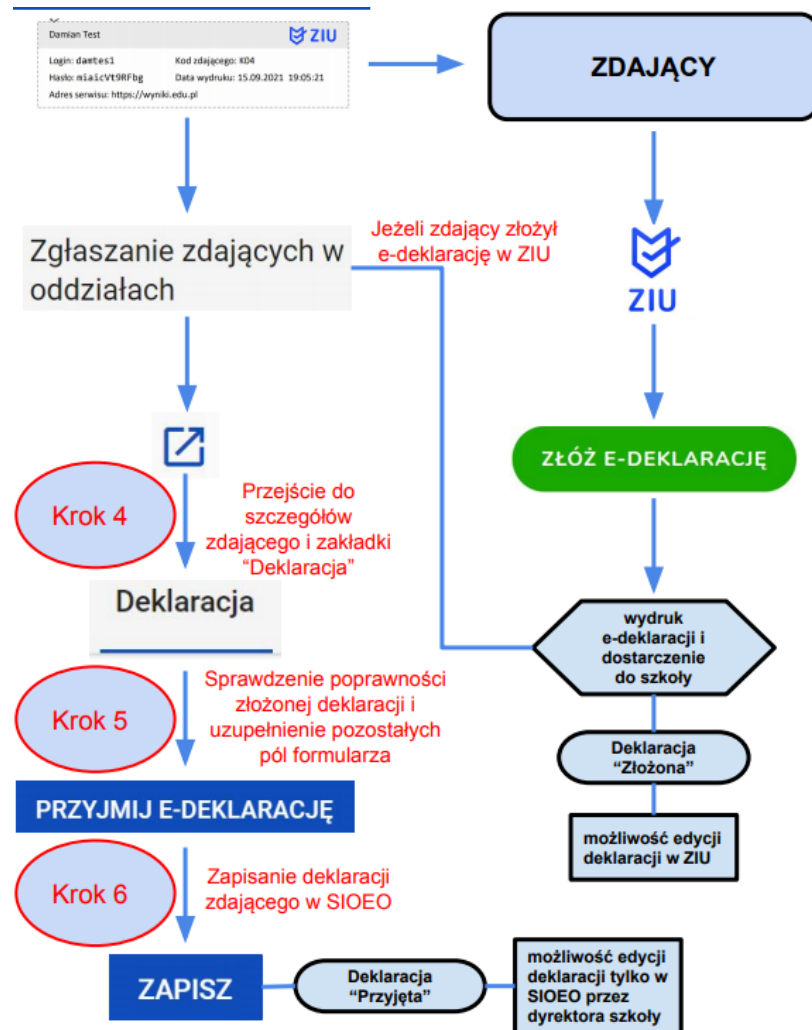 Damian Test
ZIU
Login: damtes1
Kod zdającego: K04
Hasło: miaicVt9RFbg
Data wydruku: 15.09.2021 19:05:21
Adres serwisu: https://wyniki.edu.pl
ZDAJĄCY
Zgłaszanie zdających w
oddziałach
Jeżeli zdający złożył
e-deklarację w ZIU
ZIU
ZŁÓŻ E-DEKLARACJĘ
Krok 4
Przejście do
szczegółów
zdającego i zakładki
“Deklaracja”
Deklaracja
wydruk
e-deklaracji i
dostarczenie
do szkoły
Krok 5
Sprawdzenie poprawności
złożonej deklaracji i
uzupełnienie pozostałych
pól formularza
Deklaracja
“Złożona”
PRZYJMIJ E-DEKLARACJĘ
możliwość edycji
deklaracji w ZIU
Krok 6
Zapisanie deklaracji
zdającego w SIOEO
ZAPISZ
Deklaracja
“Przyjęta”
możliwość edycji
deklaracji tylko w
SIOEO przez
dyrektora szkoły